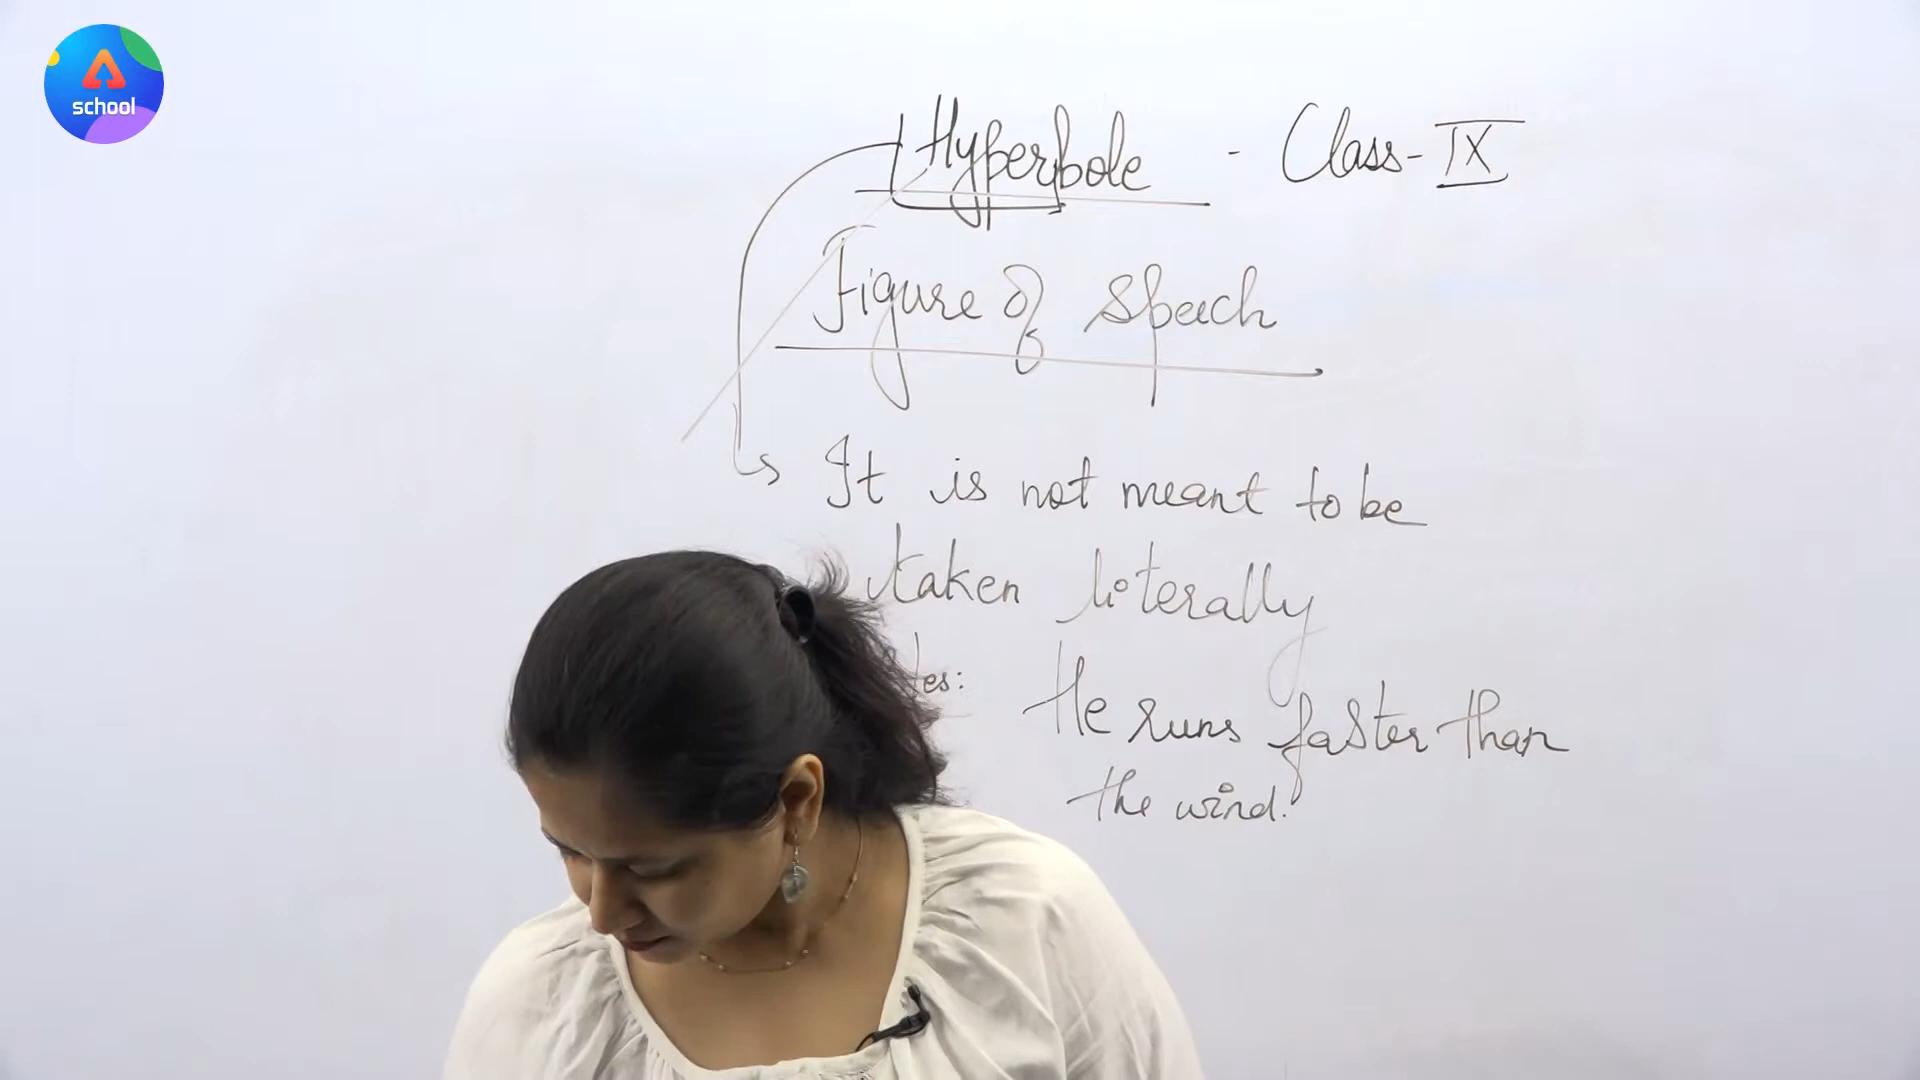 school
Hyperbole - Class-IX
Figure of Speech
It is not meant to be
taken literally
He runs faster than
the wind.